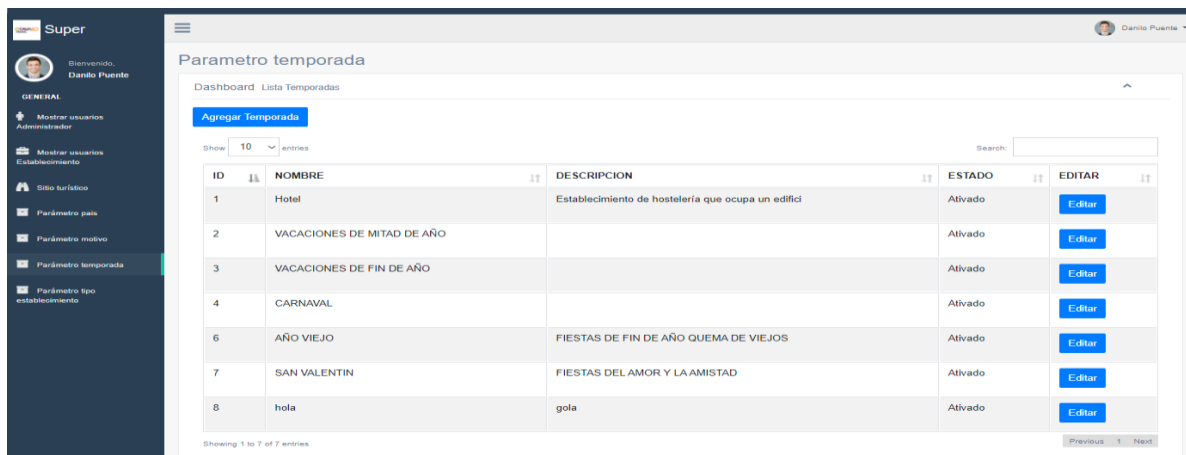 Super
Danilo Puente
Bienvenido,
Danilo Puente
GENERAL
Mostrar usuarios
Administrador
Mostrar usuarios
Establecimiento
Sitio turístico
Parámetro país
Parámetro motivo
Parámetro temporada
Parámetro tipo
establecimiento
Parametro temporada
Dashboard Lista Temporadas
Agregar Temporada
Show 10 entries
Search:
ID NOMBRE DESCRIPCION ESTADO EDITAR
1 Hotel Establecimiento de hostelería que ocupa un edifici Ativado Editar
2 VACACIONES DE MITAD DE AÑO Ativado Editar
3 VACACIONES DE FIN DE AÑO Ativado Editar
4 CARNAVAL Ativado Editar
6 AÑO VIEJO FIESTAS DE FIN DE AÑO QUEMA DE VIEJOS Ativado Editar
7 SAN VALENTIN FIESTAS DEL AMOR Y LA AMISTAD Ativado Editar
8 hola gola Ativado Editar
Showing 1 to 7 of 7 entries
Previous 1 Next